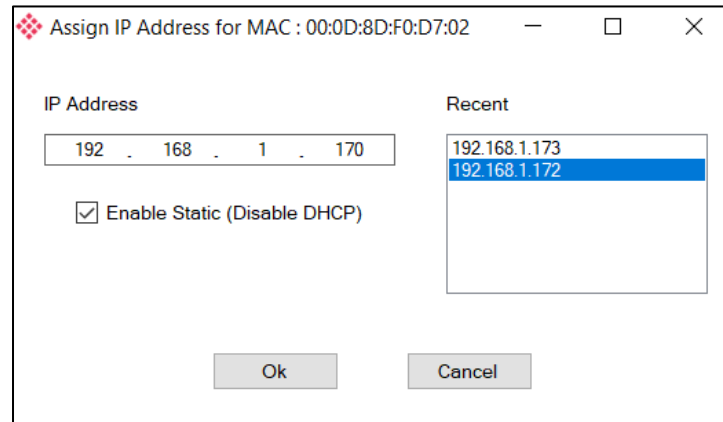 Assign IP Address for MAC : 00:0D:8D:F0:D7:02
IP Address
192 . 168 . 1 . 170
Enable Static (Disable DHCP)
Recent
192.168.1.173
192.168.1.172
Ok
Cancel